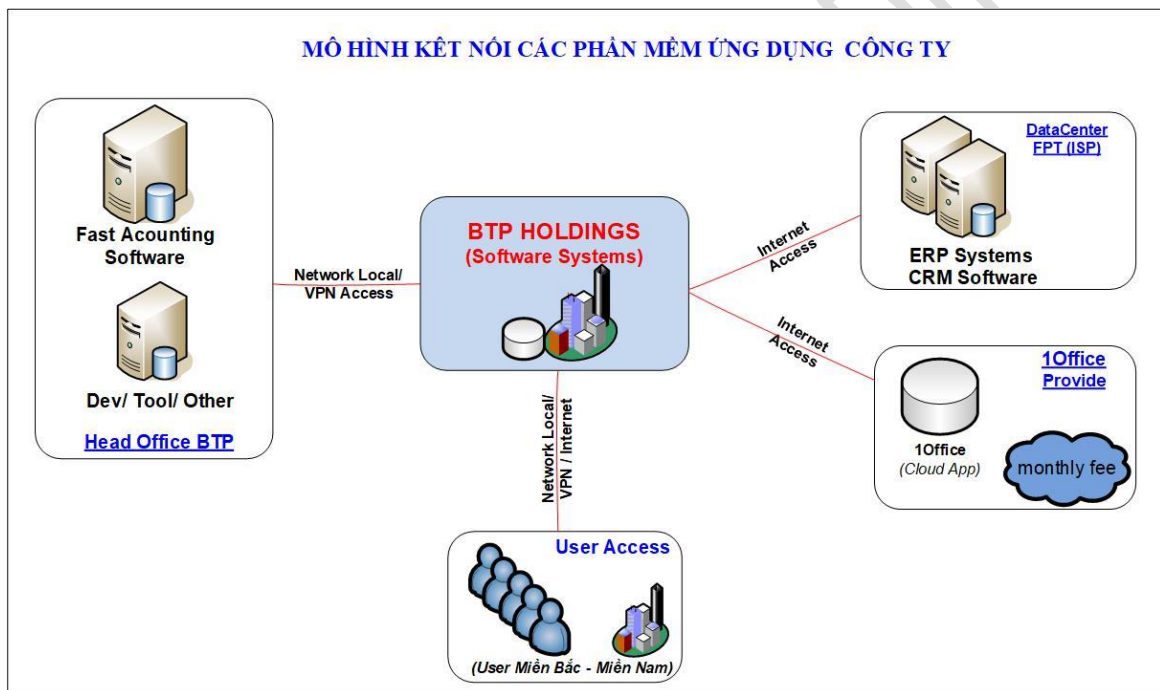 MÔ HÌNH KẾT NỐI CÁC PHẦN MỀM ỨNG DỤNG CÔNG TY
Fast Acounting
Software
Dev/ Tool/ Other
Head Office BTP
Network Local/
VPN Access
BTP HOLDINGS
(Software Systems)
Internet
Access
DataCenter
FPT (ISP)
ERP Systems
CRM Software
Internet
Access
1Office
Provide
1Office
(Cloud App)
monthly fee
Network Local/
VPN / Internet
User Access
(User Miền Bắc - Miền Nam)